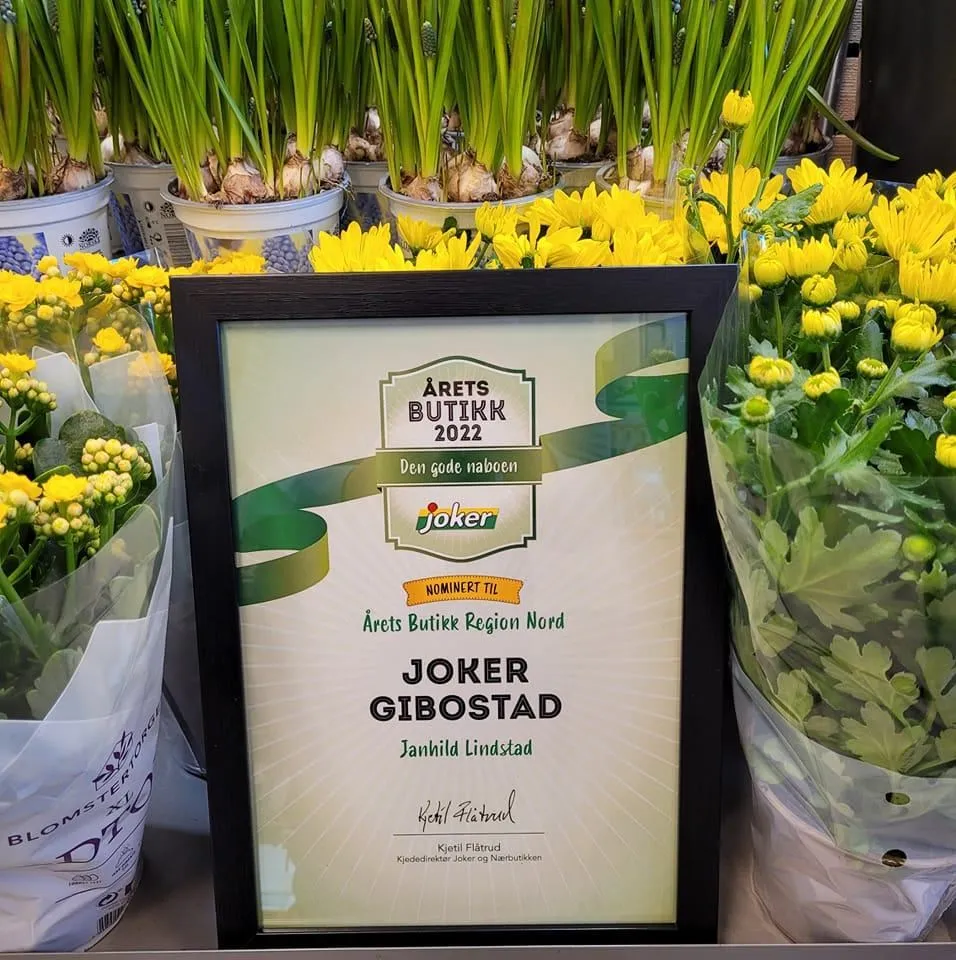 ÅRETS
BUTIKK
2022
Den gode naboen
joker
NOMINERT TIL
Årets Butikk Region Nord
JOKER
GIBOSTAD
Janhild Lindstad
Kjetil Flåtrud
Kjetil Flåtrud
Kjededirektør Joker og Nærbutikken
BLOMSTERTORGET
XL